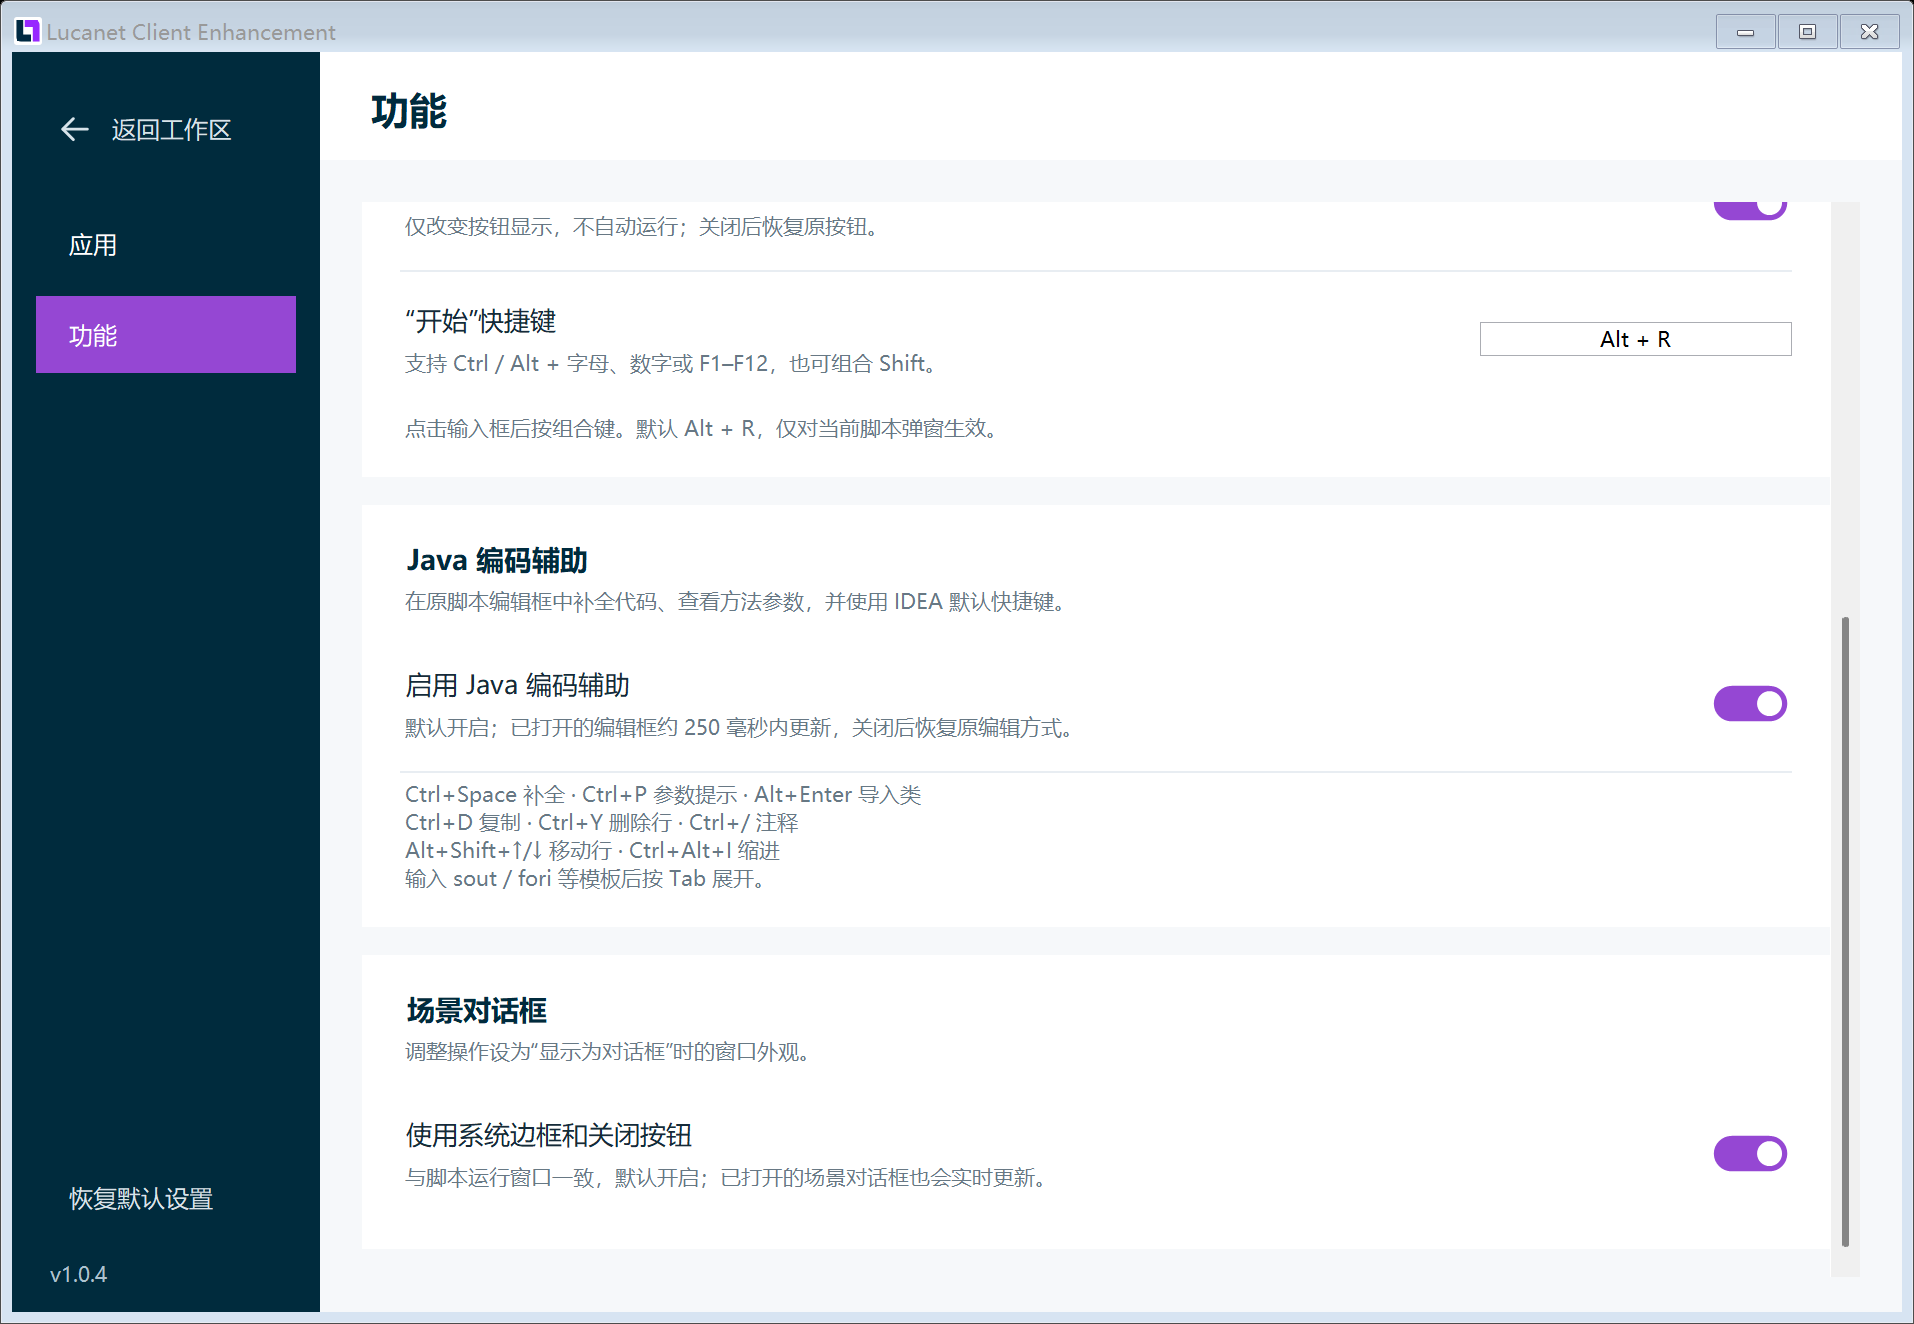 Lucanet Client Enhancement
返回工作区
应用
功能
恢复默认设置
v1.0.4
功能
仅改变按钮显示，不自动运行；关闭后恢复原按钮。
“开始”快捷键
Alt + R
支持 Ctrl / Alt + 字母、数字或 F1–F12，也可组合 Shift。
点击输入框后按组合键。默认 Alt + R，仅对当前脚本弹窗生效。
Java 编码辅助
在原脚本编辑框中补全代码、查看方法参数，并使用 IDEA 默认快捷键。
启用 Java 编码辅助
默认开启；已打开的编辑框约 250 毫秒内更新，关闭后恢复原编辑方式。
Ctrl+Space 补全 · Ctrl+P 参数提示 · Alt+Enter 导入类
Ctrl+D 复制 · Ctrl+Y 删除行 · Ctrl+/ 注释
Alt+Shift+↑/↓ 移动行 · Ctrl+Alt+I 缩进
输入 sout / fori 等模板后按 Tab 展开。
场景对话框
调整操作设为“显示为对话框”时的窗口外观。
使用系统边框和关闭按钮
与脚本运行窗口一致，默认开启；已打开的场景对话框也会实时更新。